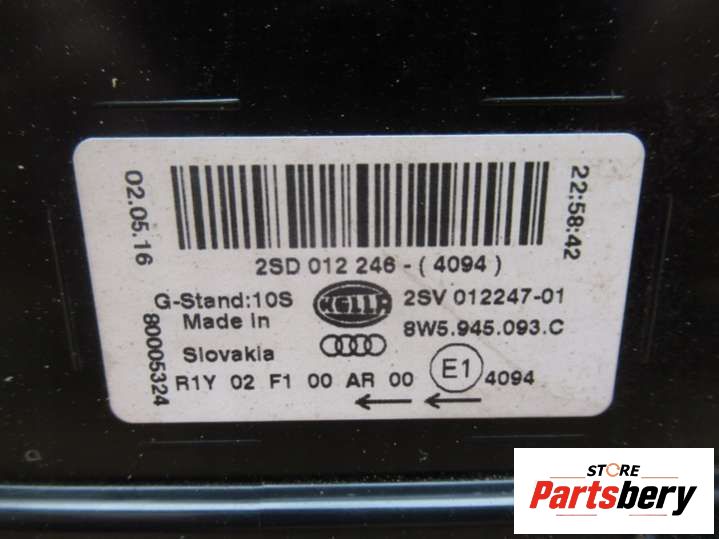 02.05.16
22:58:42
2SD 012 246-(4094)
G-Stand:10S
HELLA
2SV 012247-01
Made in
8W5.945.093.C
Slovakia
80005324
R1Y 02 F1 00 AR 00
E1
4094
STORE
Partsbery